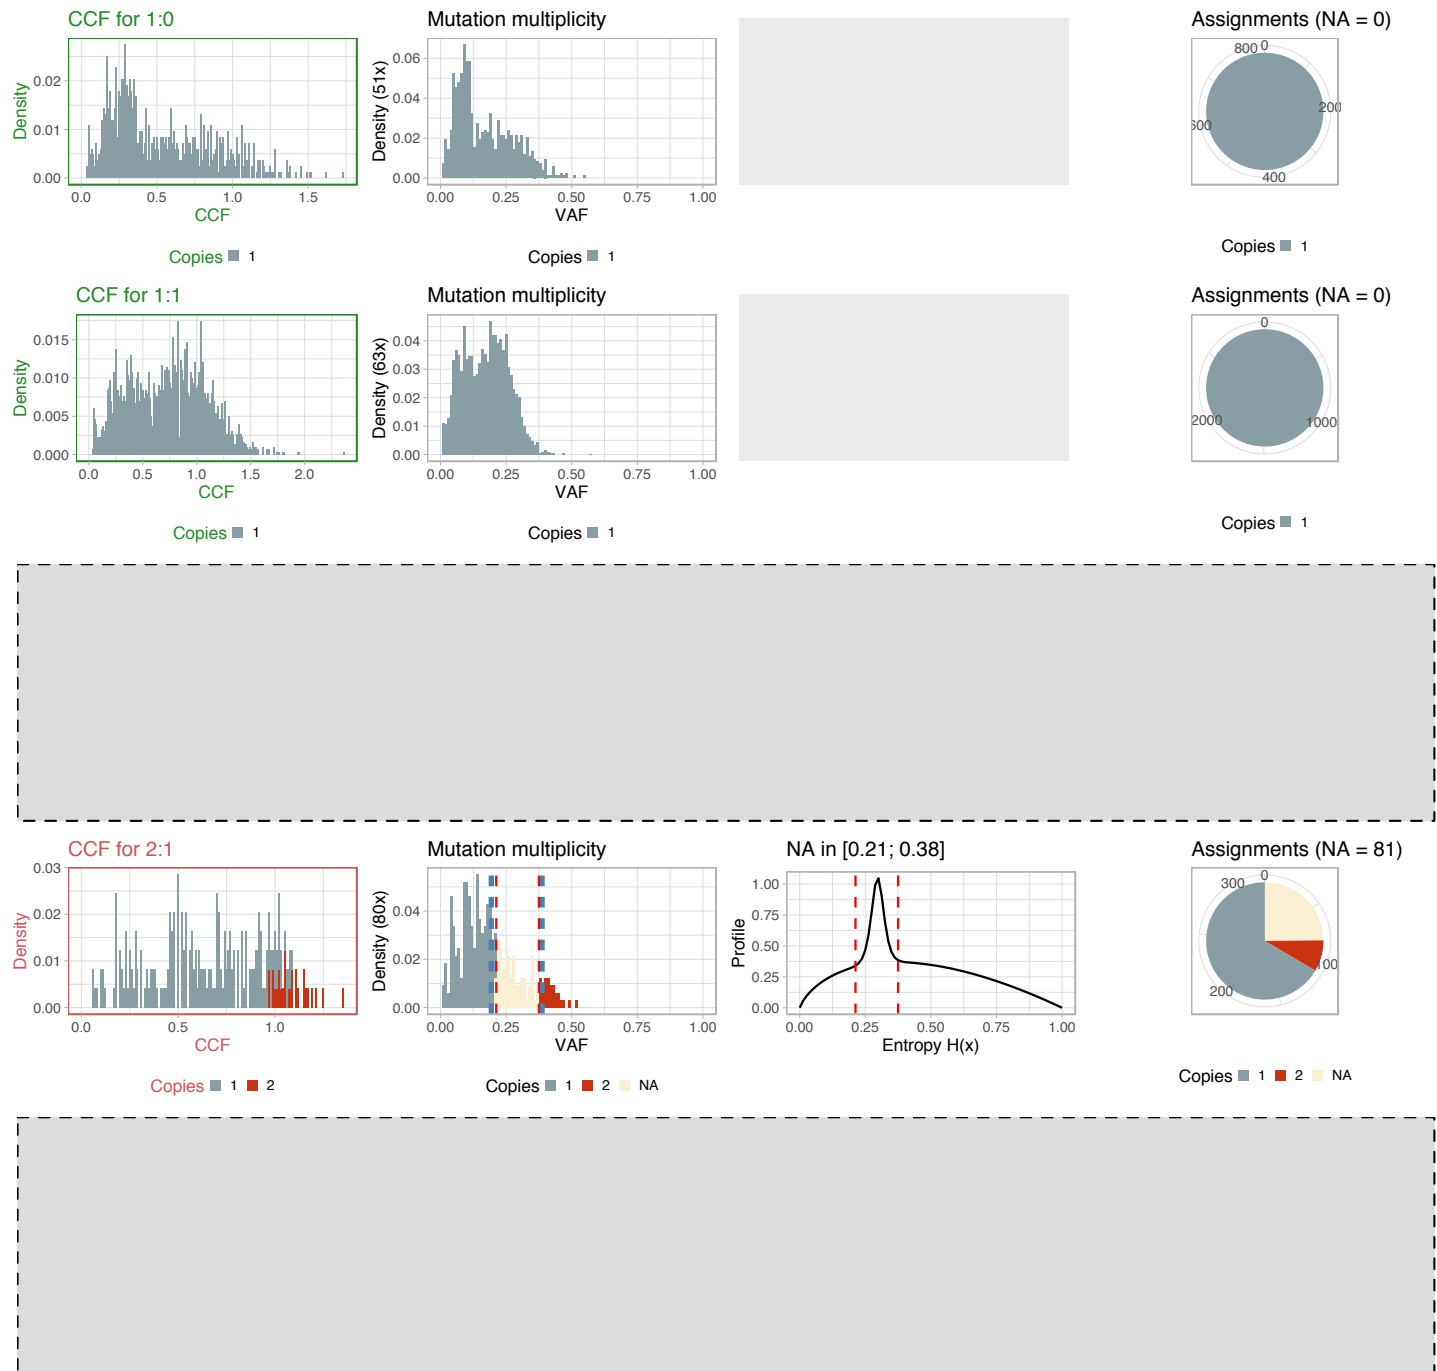 CCF for 1:0
Mutation multiplicity
Assignments (NA = 0)
Density
0.02
0.01
0.00
0.0 0.5 1.0 1.5
CCF
Copies 1
Density (51x)
0.06
0.04
0.02
0.00
0.00 0.25 0.50 0.75 1.00
VAF
Copies 1
800 0
200
400
600
Copies 1
CCF for 1:1
Mutation multiplicity
Assignments (NA = 0)
Density
0.015
0.010
0.005
0.000
0.0 0.5 1.0 1.5 2.0
CCF
Copies 1
Density (63x)
0.04
0.03
0.02
0.01
0.00
0.00 0.25 0.50 0.75 1.00
VAF
Copies 1
0
1000
2000
Copies 1
CCF for 2:1
Mutation multiplicity
NA in [0.21; 0.38]
Assignments (NA = 81)
Density
0.03
0.02
0.01
0.00
0.0 0.5 1.0
CCF
Copies 1 2
Density (80x)
0.04
0.02
0.00
0.00 0.25 0.50 0.75 1.00
VAF
Copies 1 2 NA
Profile
1.00
0.75
0.50
0.25
0.00
0.00 0.25 0.50 0.75 1.00
Entropy H(x)
300 0
100
200
Copies 1 2 NA